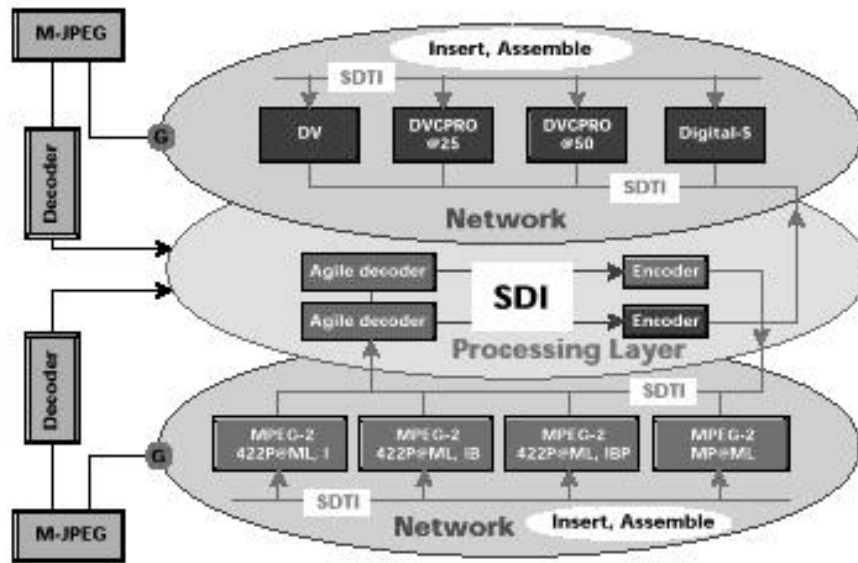 M-JPEG
Insert, Assemble
SDTI
DV
DVCPRO
@25
DVCPRO
@50
Digital-S
G
SDTI
Decoder
Network
Agile decoder
SDI
Encoder
Agile decoder
Encoder
Processing Layer
Decoder
SDTI
MPEG-2
422P@ML, I
MPEG-2
422P@ML, IB
MPEG-2
422P@ML, IBP
MPEG-2
MP@ML
G
SDTI
Network
Insert, Assemble
M-JPEG